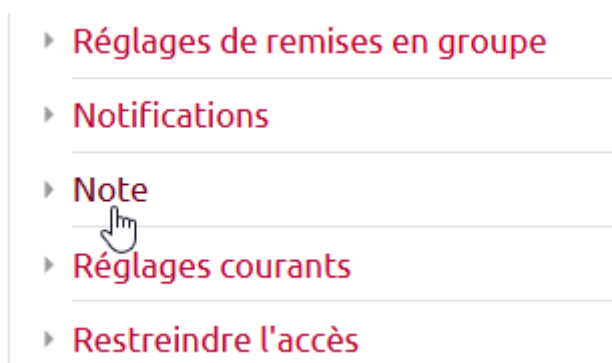 Réglages de remises en groupe
Notifications
Note
Réglages courants
Restreindre l'accès